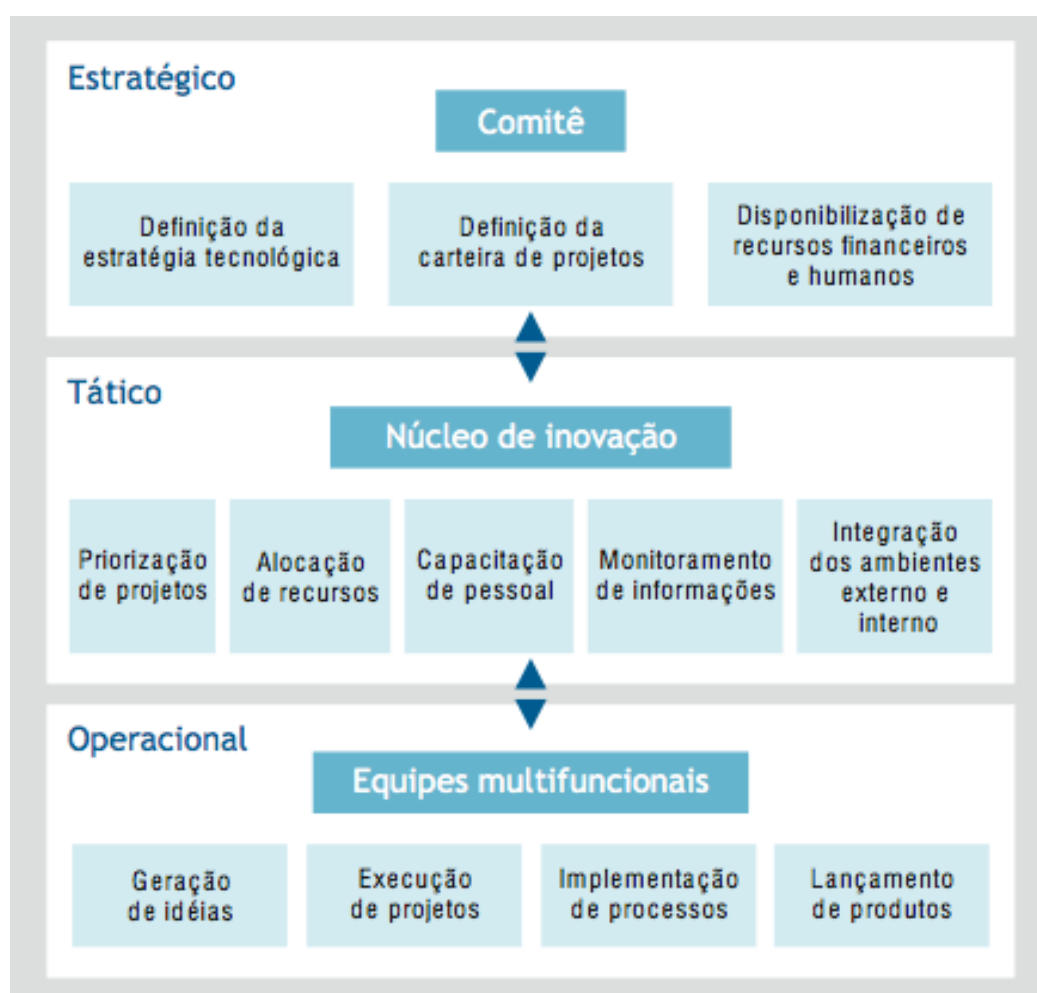 Estratégico
Comitê
Definição da
estratégia tecnológica
Definição da
carteira de projetos
Disponibilização de
recursos financeiros
e humanos
Tático
Núcleo de inovação
Priorização
de projetos
Alocação
de recursos
Capacitação
de pessoal
Monitoramento
de informações
Integração
dos ambientes
externo e
interno
Operacional
Equipes multifuncionais
Geração
de idéias
Execução
de projetos
Implementação
de processos
Lançamento
de produtos